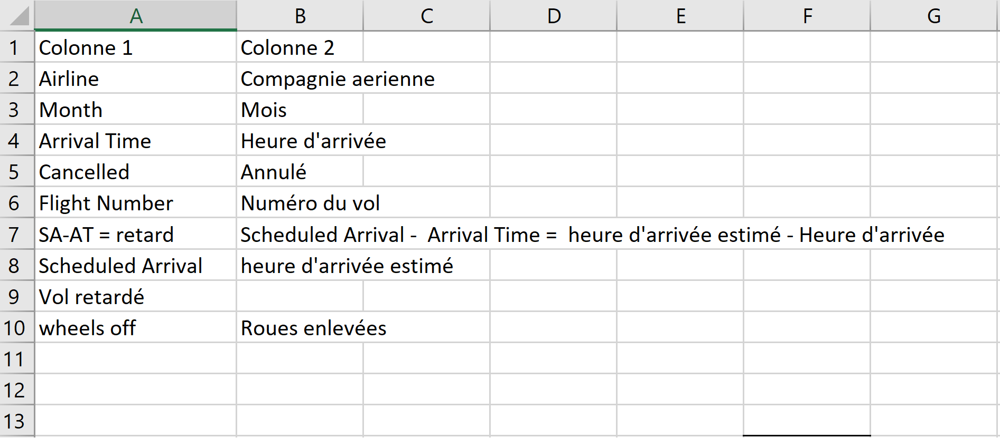 A B C D E F G
1 Colonne 1 Colonne 2
2 Airline Compagnie aerienne
3 Month Mois
4 Arrival Time Heure d'arrivée
5 Cancelled Annulé
6 Flight Number Numéro du vol
7 SA-AT = retard Scheduled Arrival -  Arrival Time =  heure d'arrivée estimé - Heure d'arrivée
8 Scheduled Arrival heure d'arrivée estimé
9 Vol retardé
10 wheels off Roues enlevées
11
12
13